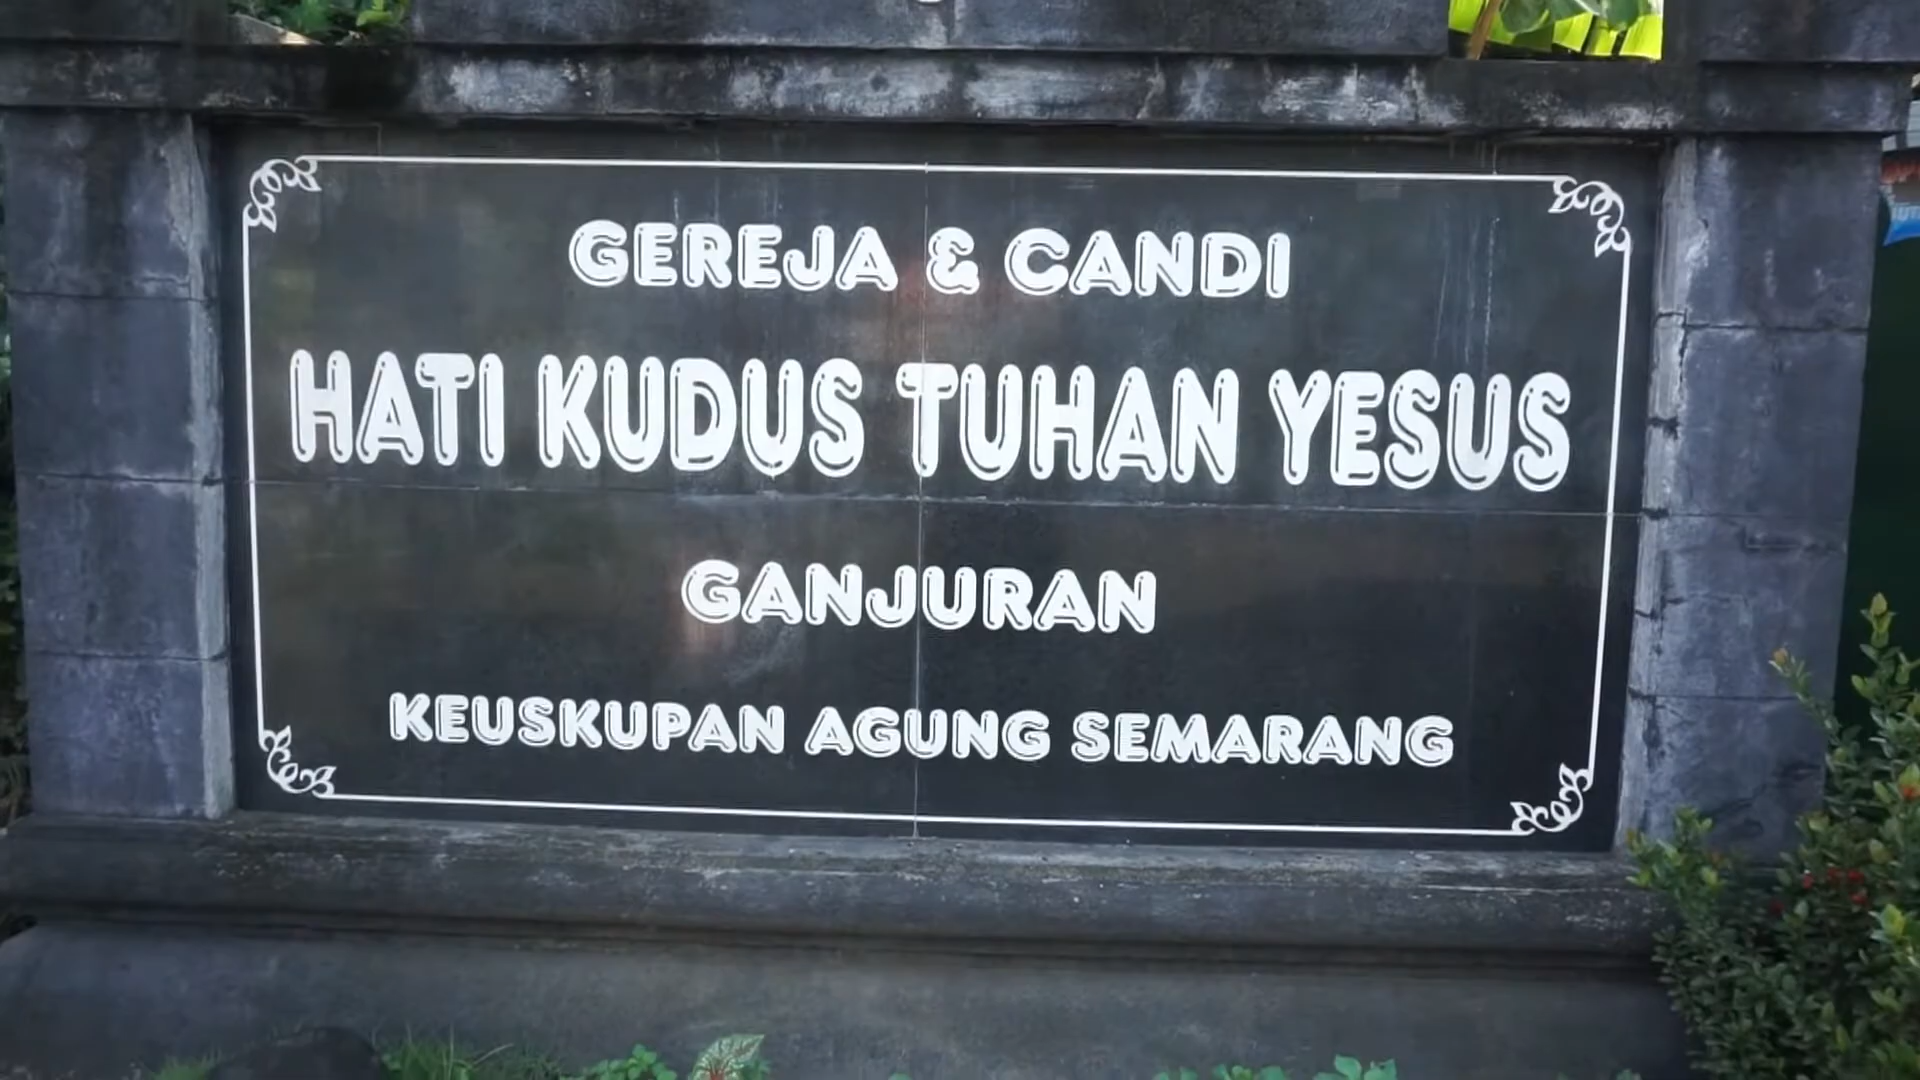 GEREJA & CANDI
HATI KUDUS TUHAN YESUS
GANJURAN
KEUSKUPAN AGUNG SEMARANG